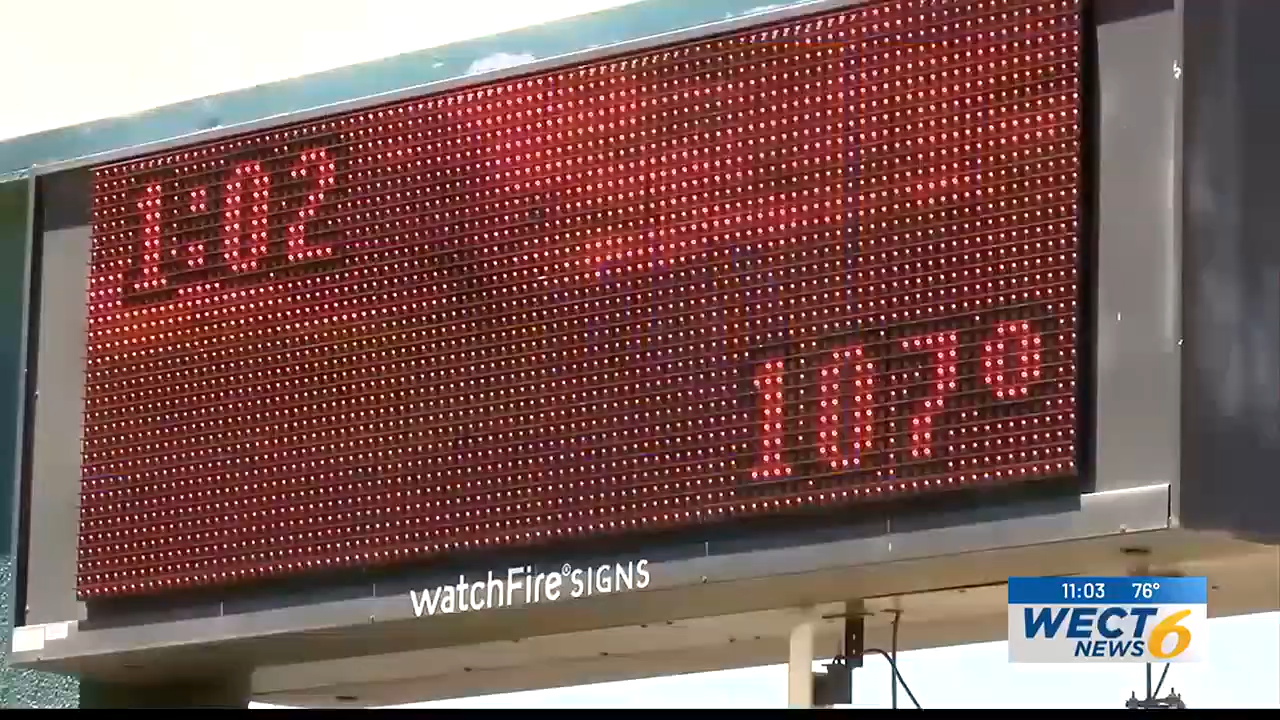 1:02
107°
watchFire® SIGNS
11:03 76°
WECT 6
NEWS